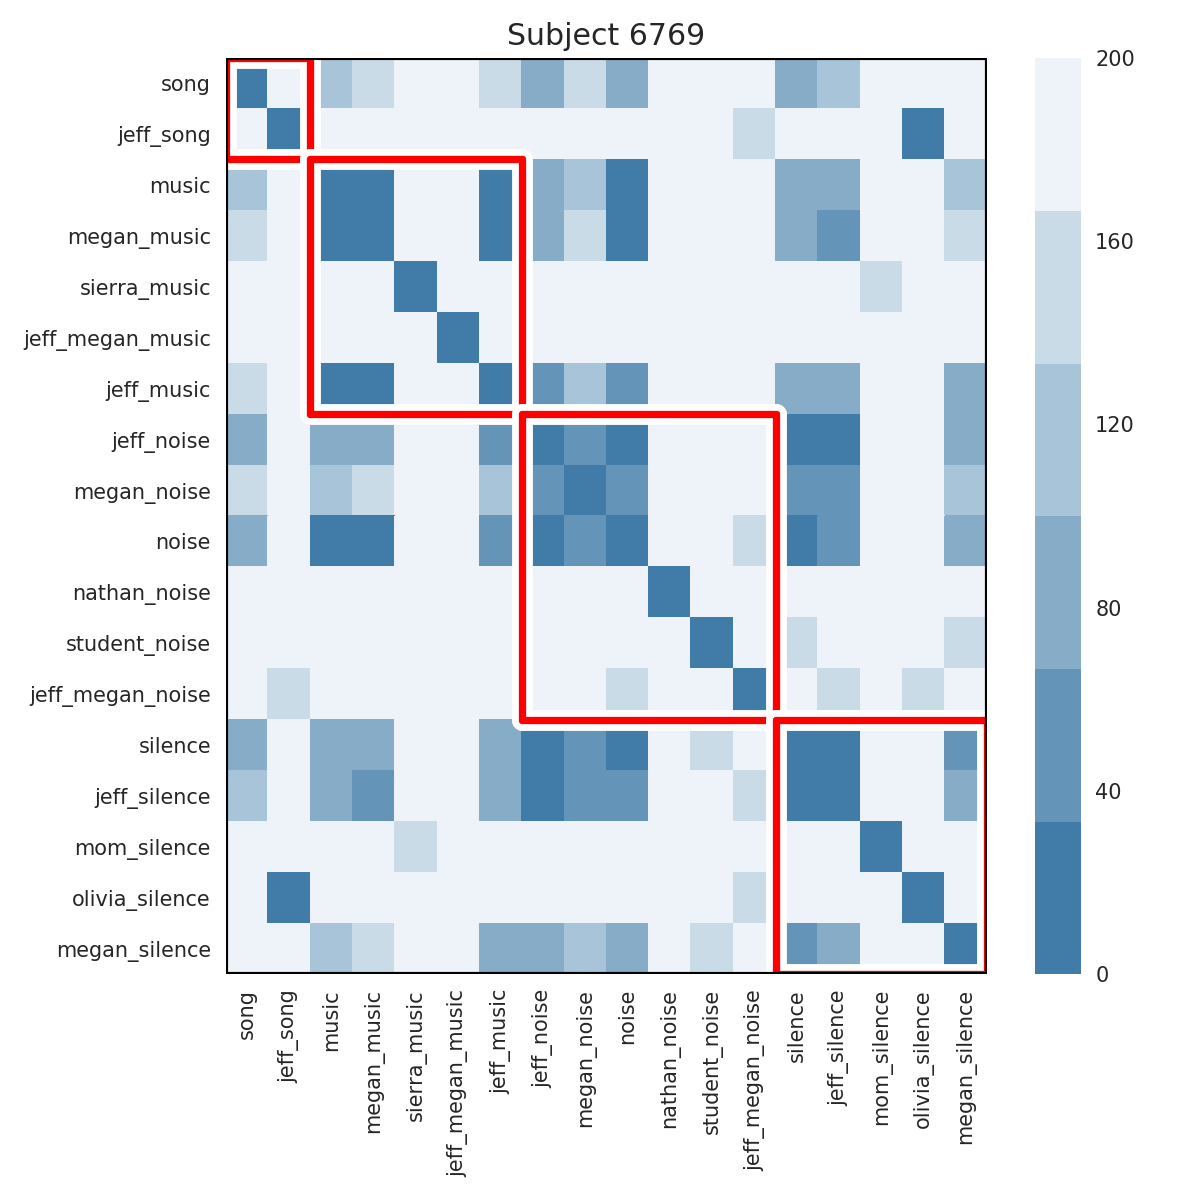 Subject 6769
song
jeff_song
music
megan_music
sierra_music
jeff_megan_music
jeff_music
jeff_noise
megan_noise
noise
nathan_noise
student_noise
jeff_megan_noise
silence
jeff_silence
mom_silence
olivia_silence
megan_silence
song
jeff_song
music
megan_music
sierra_music
jeff_megan_music
jeff_music
jeff_noise
megan_noise
noise
nathan_noise
student_noise
jeff_megan_noise
silence
jeff_silence
mom_silence
olivia_silence
megan_silence
200
160
120
80
40
0